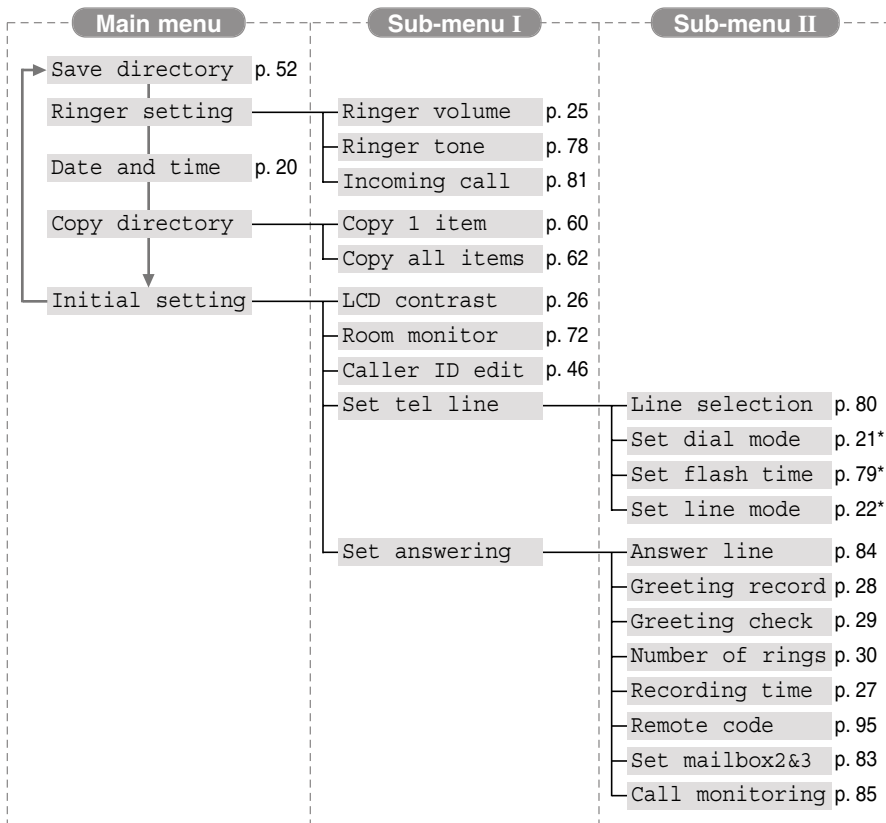 Main menu Sub-menu I Sub-menu II
Save directory p. 52
Ringer setting Ringer volume p. 25
Ringer tone p. 78
Date and time p. 20
Incoming call p. 81
Copy directory Copy 1 item p. 60
Copy all items p. 62
Initial setting LCD contrast p. 26
Room monitor p. 72
Caller ID edit p. 46
Set tel line Line selection p. 80
Set dial mode p. 21*
Set flash time p. 79*
Set line mode p. 22*
Set answering Answer line p. 84
Greeting record p. 28
Greeting check p. 29
Number of rings p. 30
Recording time p. 27
Remote code p. 95
Set mailbox2&3 p. 83
Call monitoring p. 85